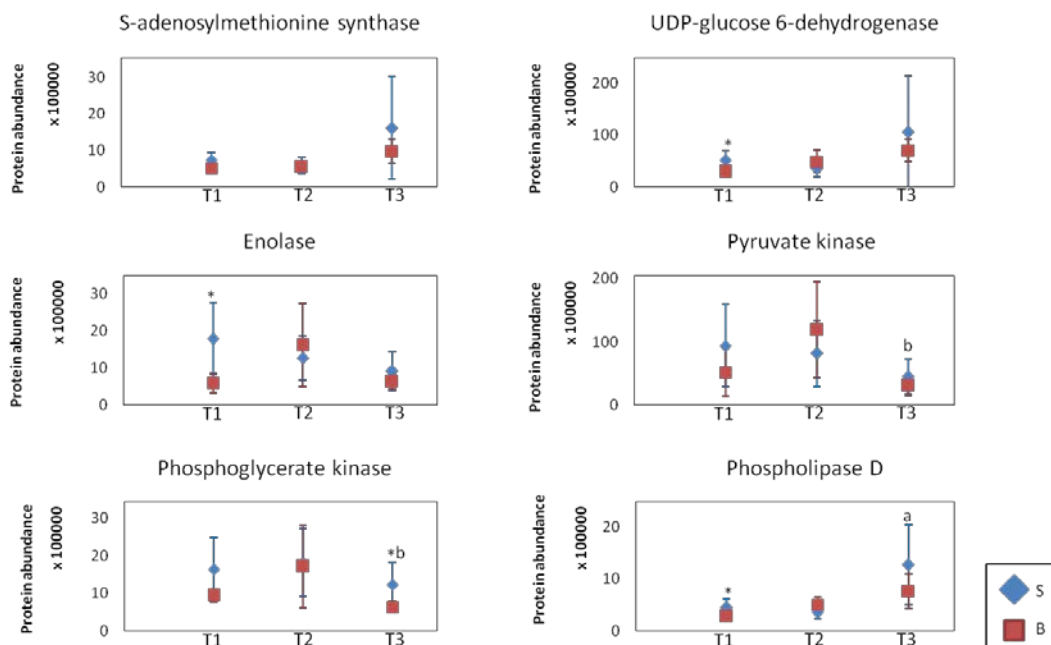 S-adenosylmethionine synthase
Protein abundance
x 100000
30
20
10
0
T1 T2 T3
UDP-glucose 6-dehydrogenase
Protein abundance
x 100000
200
100
0
*
T1 T2 T3
Enolase
Protein abundance
x 100000
30
20
10
0
*
T1 T2 T3
Pyruvate kinase
Protein abundance
x 100000
200
100
0
b
T1 T2 T3
Phosphoglycerate kinase
Protein abundance
x 100000
30
20
10
0
*b
T1 T2 T3
Phospholipase D
Protein abundance
x 100000
20
10
0
*
a
T1 T2 T3
S
B